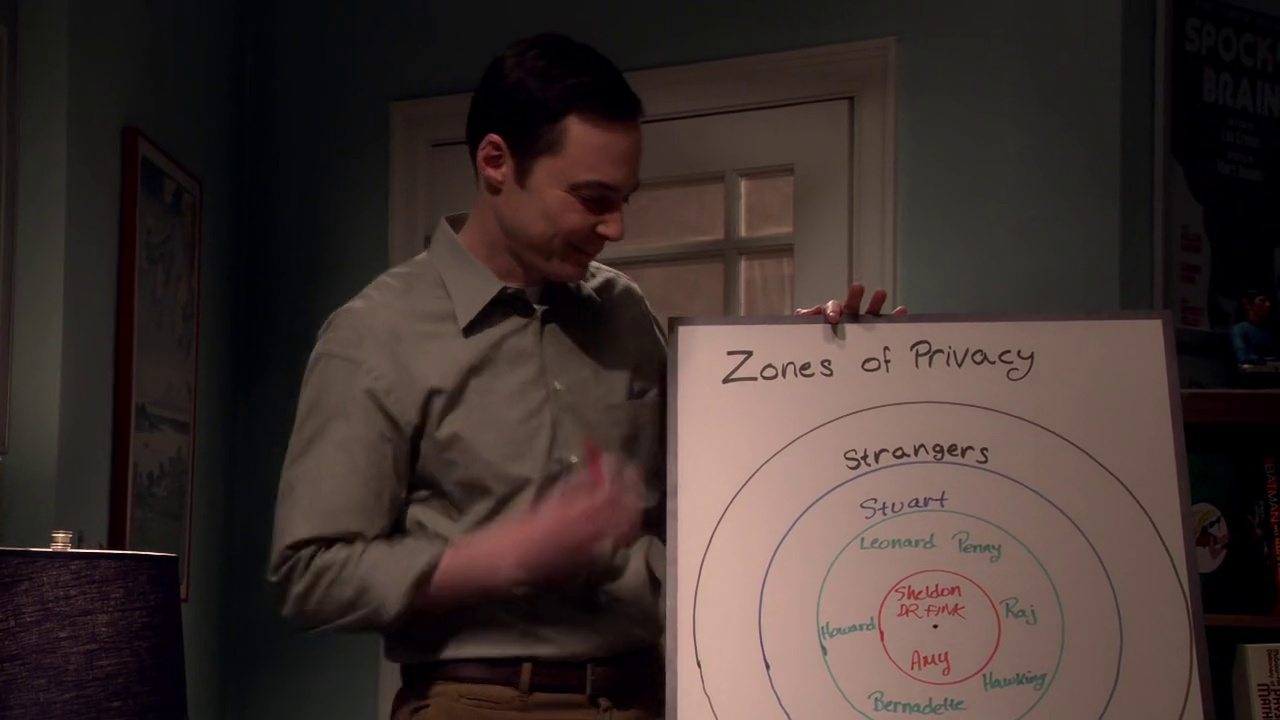 SPOCK'S
BRAIN
Zones of Privacy
Strangers
Stuart
Leonard Penny
Sheldon
DR FINK
Howard
Raj
Amy
Hawking
Bernadette